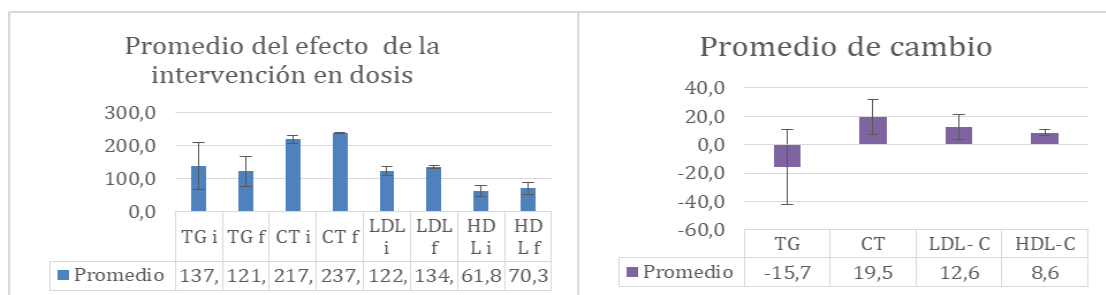 Promedio del efecto de la
intervención en dosis
300,0
200,0
100,0
0,0
TG i TG f CT i CT f LDL i LDL f HD L i HD L f
Promedio 137, 121, 217, 237, 122, 134, 61,8 70,3
Promedio de cambio
40,0
20,0
0,0
-20,0
-40,0
-60,0
TG CT LDL- C HDL-C
Promedio -15,7 19,5 12,6 8,6